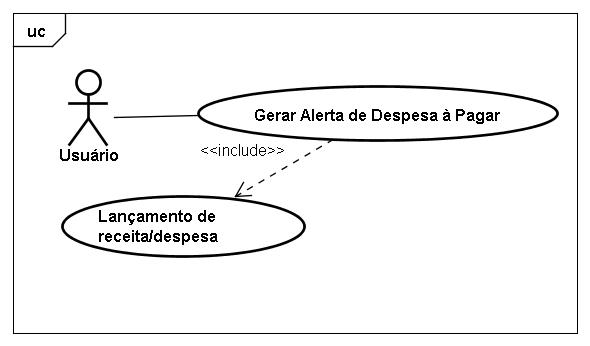 uc
Gerar Alerta de Despesa à Pagar
Usuário
<<include>>
Lançamento de
receita/despesa